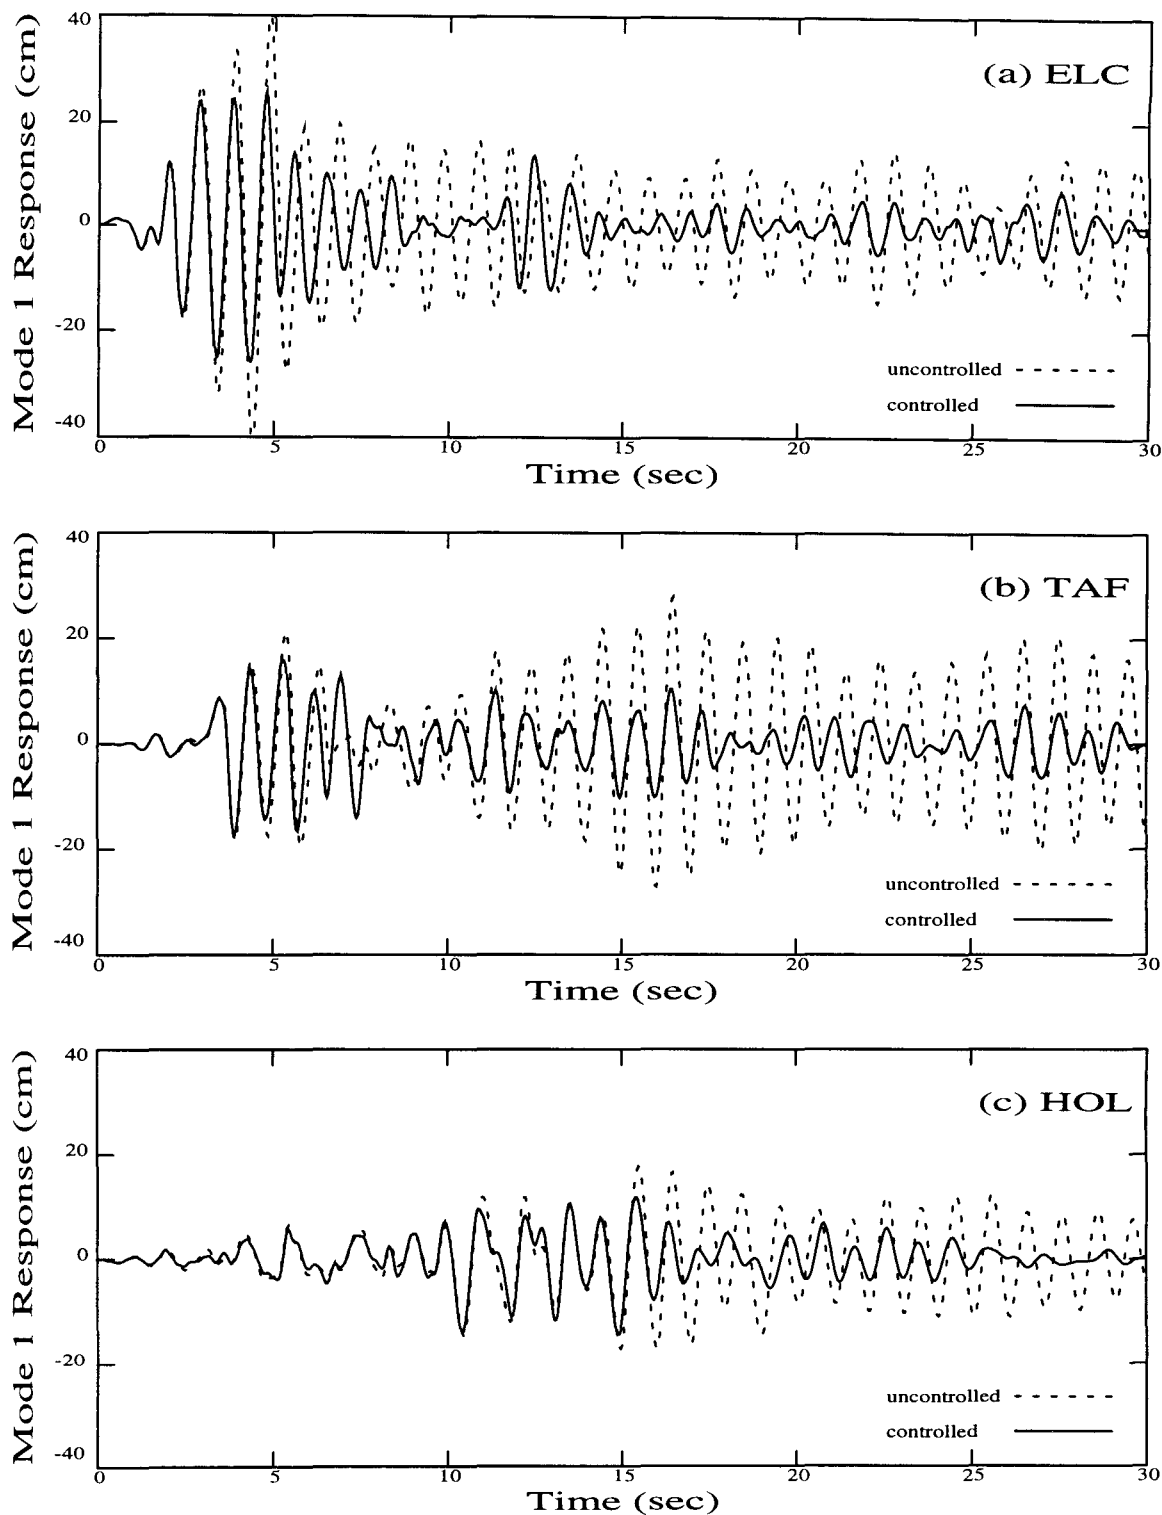 40
20
0
-20
-40
Mode 1 Response (cm)
(a) ELC
uncontrolled
controlled
0 5 10 15 20 25 30
Time (sec)
40
20
0
-20
-40
Mode 1 Response (cm)
(b) TAF
uncontrolled
controlled
0 5 10 15 20 25 30
Time (sec)
40
20
0
-20
-40
Mode 1 Response (cm)
(c) HOL
uncontrolled
controlled
0 5 10 15 20 25 30
Time (sec)